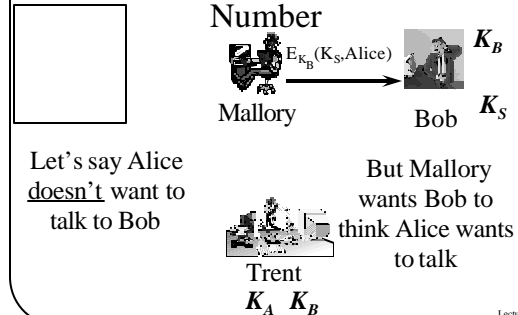 Number
E_{K_B}(K_S,Alice)
K_B
Mallory
Bob
K_S
Let's say Alice
doesn't want to
talk to Bob
But Mallory
wants Bob to
think Alice wants
to talk
Trent
K_A K_B